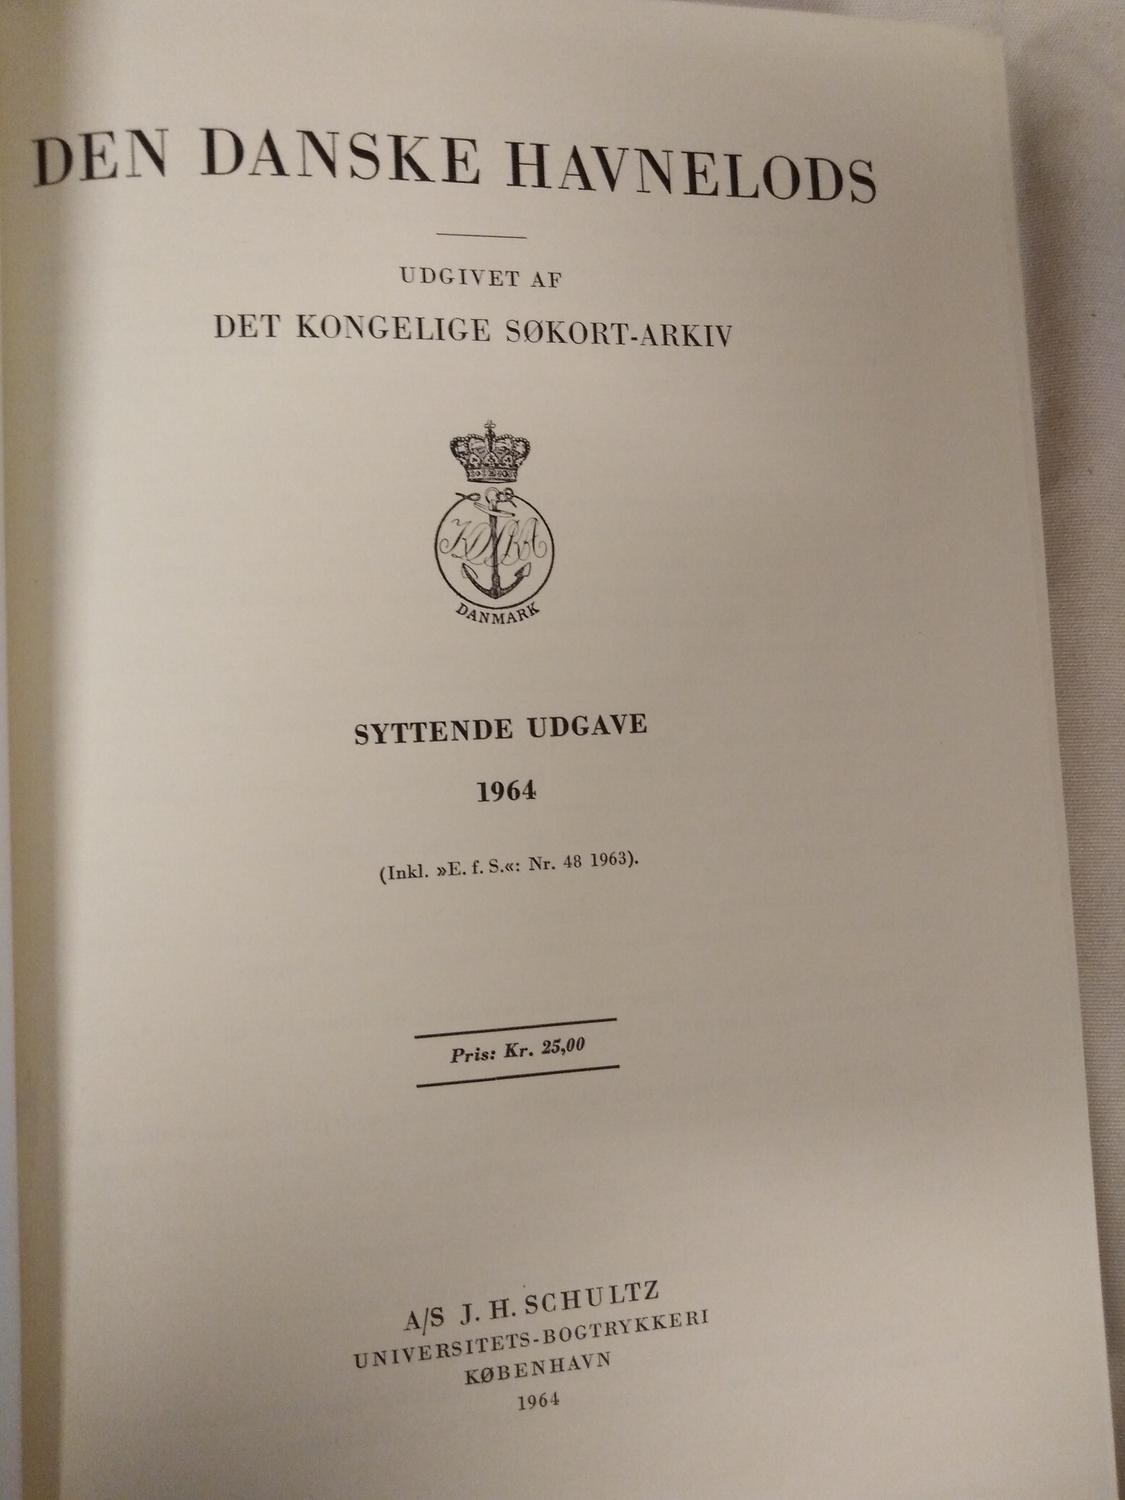 DEN DANSKE HAVNELODS
UDGIVET AF
DET KONGELIGE SØKORT-ARKIV
KDSKA
DANMARK
SYTTENDE UDGAVE
1964
(Inkl. »E. f. S.«: Nr. 48 1963).
Pris: Kr. 25,00
A/S J. H. SCHULTZ
UNIVERSITETS-BOGTRYKKERI
KØBENHAVN
1964